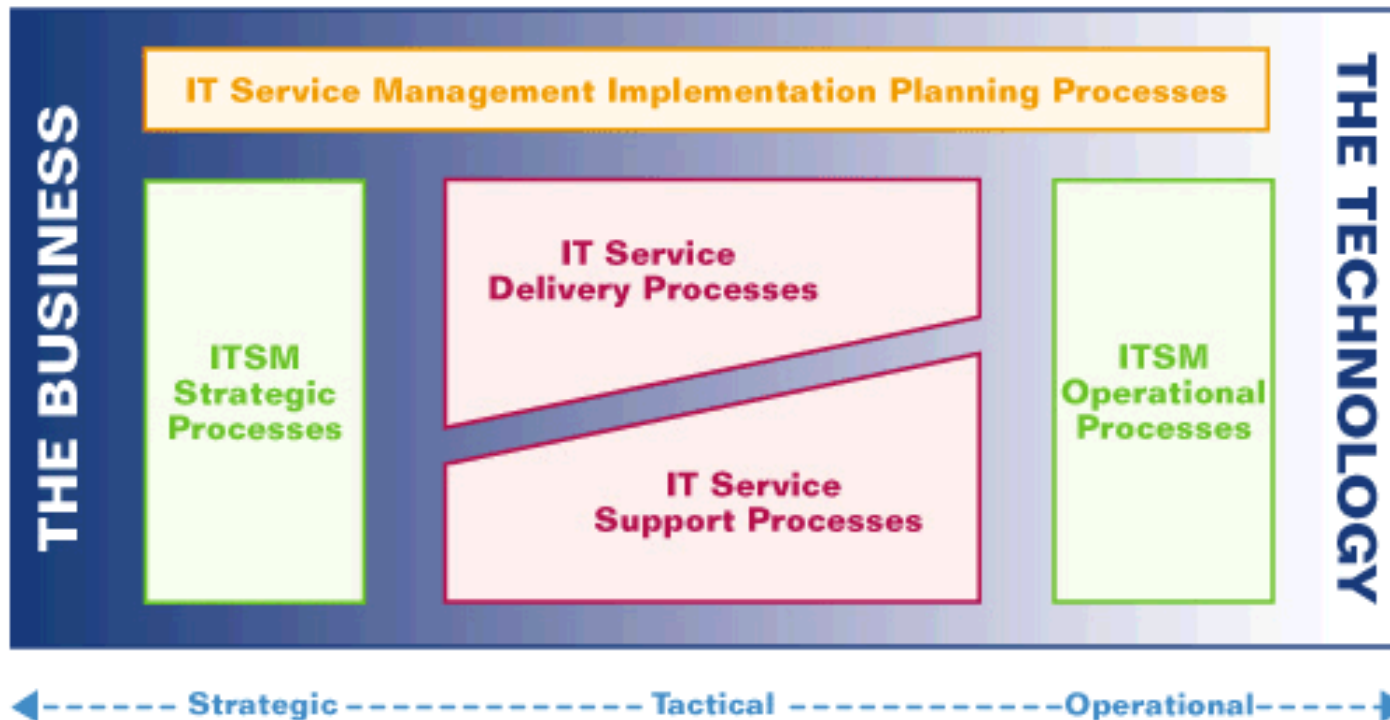 THE BUSINESS
IT Service Management Implementation Planning Processes
ITSM
Strategic
Processes
IT Service
Delivery Processes
IT Service
Support Processes
ITSM
Operational
Processes
THE TECHNOLOGY
Strategic
Tactical
Operational